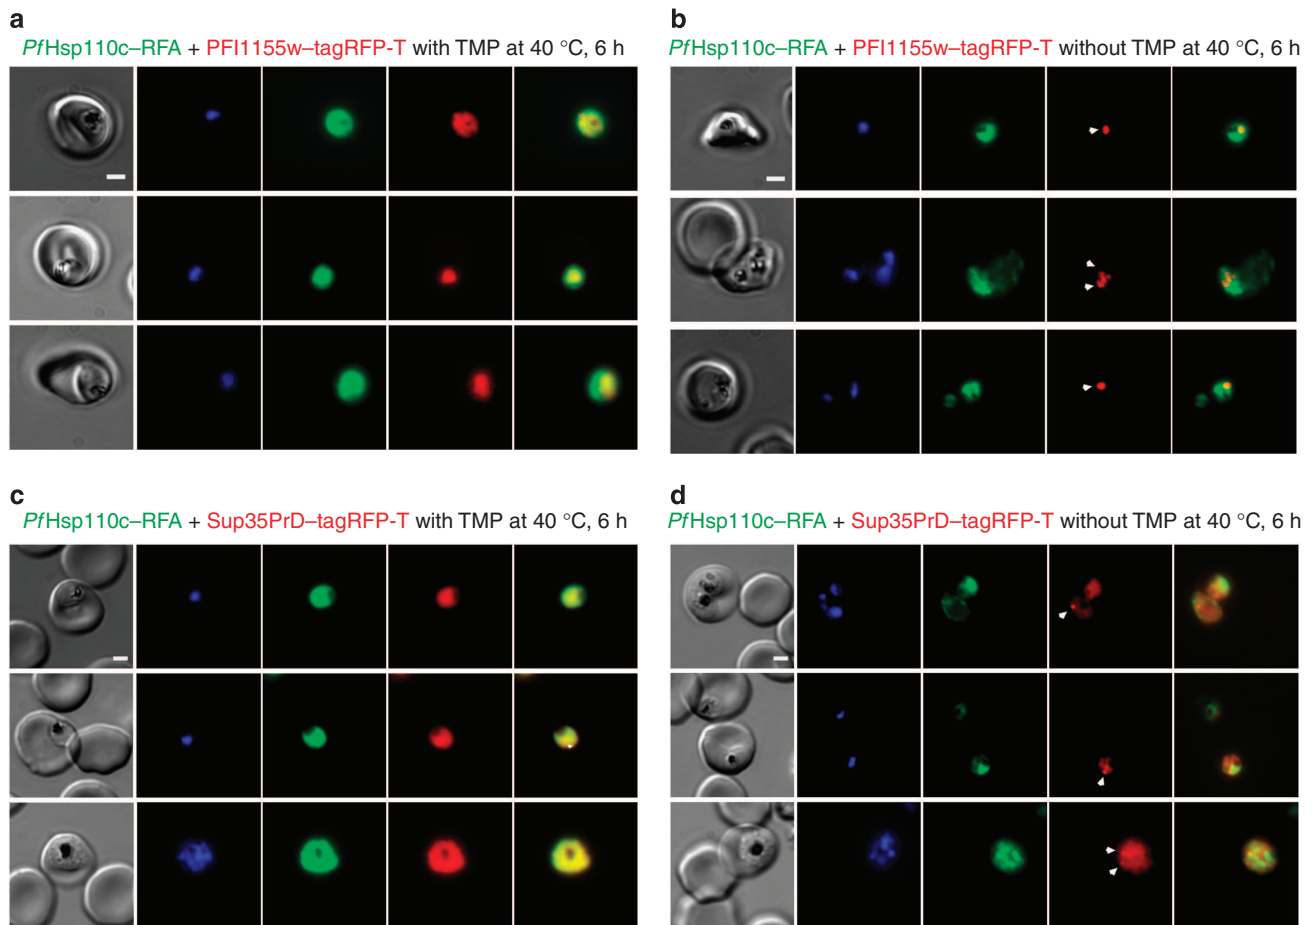 a
PfHsp110c–RFA + PFI1155w–tagRFP-T with TMP at 40 °C, 6 h
b
PfHsp110c–RFA + PFI1155w–tagRFP-T without TMP at 40 °C, 6 h
c
PfHsp110c–RFA + Sup35PrD–tagRFP-T with TMP at 40 °C, 6 h
d
PfHsp110c–RFA + Sup35PrD–tagRFP-T without TMP at 40 °C, 6 h